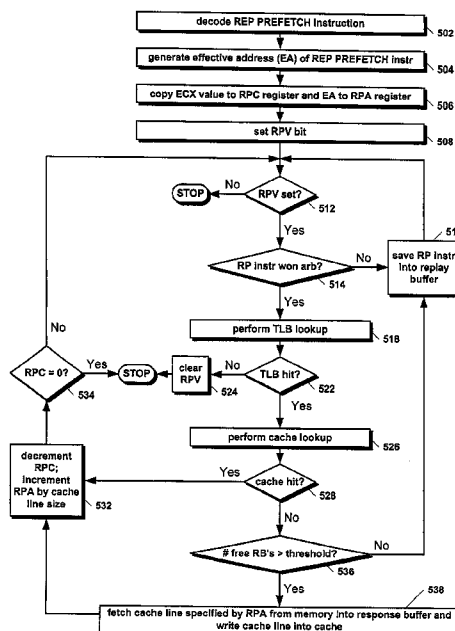 decode REP PREFETCH Instruction
502
generate effective address (EA) of REP PREFETCH instr
504
copy ECX value to RPC register and EA to RPA register
506
set RPV bit
508
STOP
No
RPV set?
512
Yes
51
RP instr won arb?
514
No
save RP instr
into replay
buffer
Yes
perform TLB lookup
518
No
RPC = 0?
534
Yes
STOP
clear
RPV
524
No
TLB hit?
522
Yes
perform cache lookup
526
decrement
RPC;
increment
RPA by cache
line size
532
Yes
cache hit?
528
No
# free RB's > threshold?
536
No
Yes
538
fetch cache line specified by RPA from memory into response buffer and
write cache line into cache